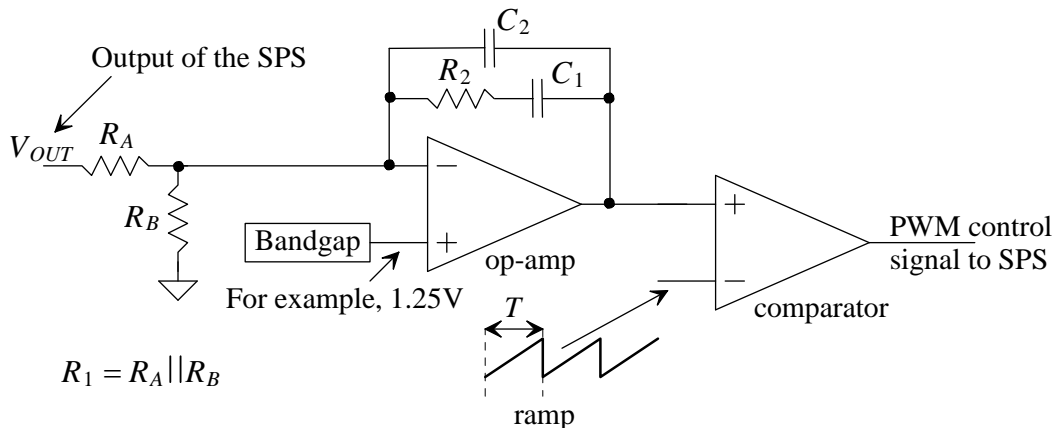 C2
Output of the SPS
R2
C1
VOUT
RA
−
RB
Bandgap
+
op-amp
+
−
PWM control
signal to SPS
For example, 1.25V
comparator
T
R1 = RA||RB
ramp